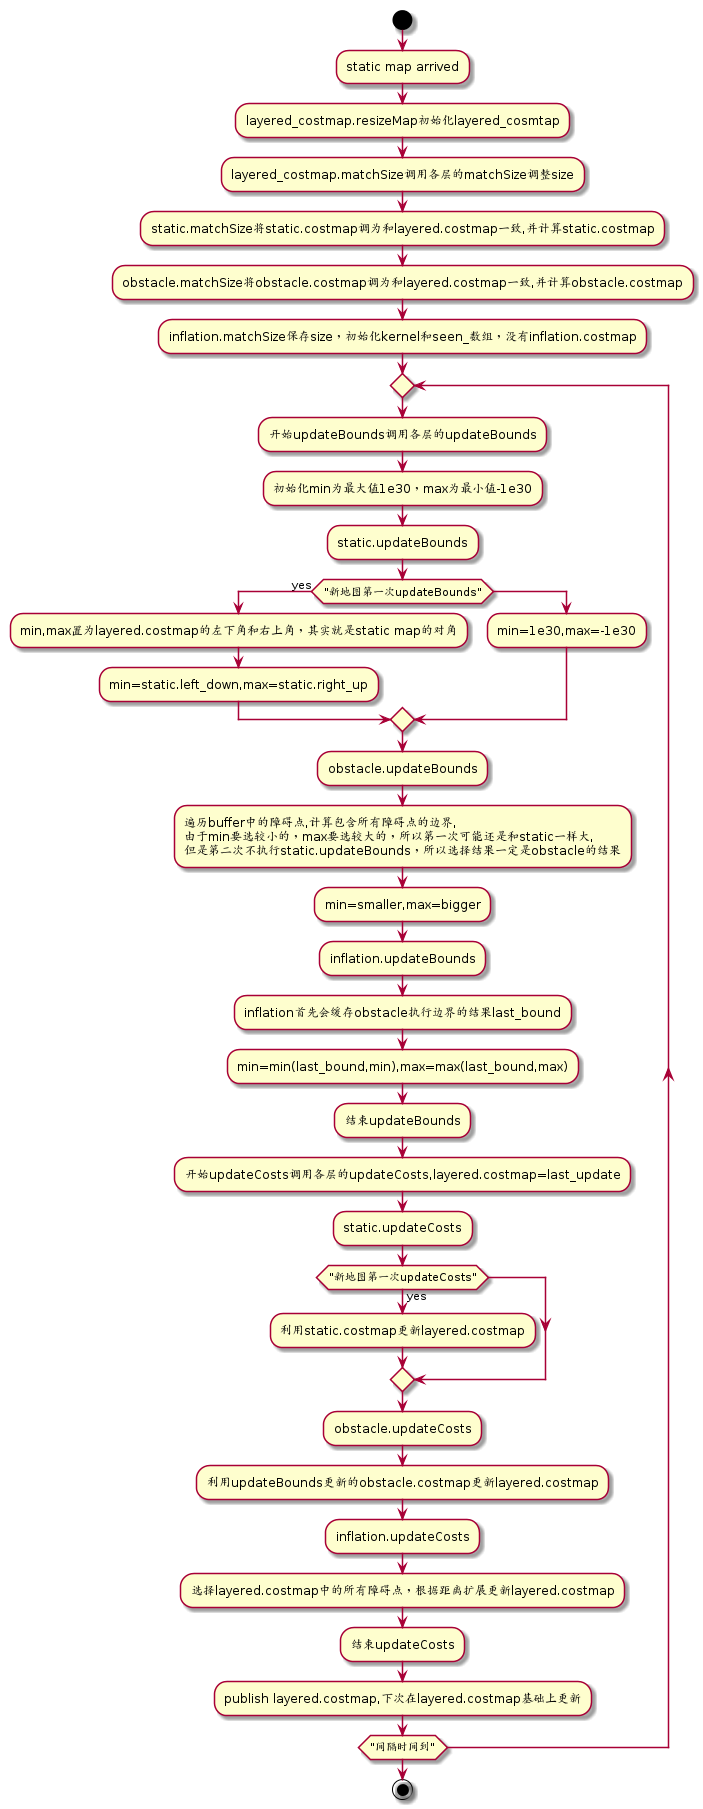 static map arrived
layered_costmap.resizeMap初始化layered_cosmtap
layered_costmap.matchSize调用各层的matchSize调整size
static.matchSize将static.costmap调为和layered.costmap一致,并计算static.costmap
obstacle.matchSize将obstacle.costmap调为和layered.costmap一致,并计算obstacle.costmap
inflation.matchSize保存size，初始化kernel和seen_数组，没有inflation.costmap
开始updateBounds调用各层的updateBounds
初始化min为最大值1e30，max为最小值-1e30
static.updateBounds
yes
"新地图第一次updateBounds"
min,max置为layered.costmap的左下角和右上角，其实就是static map的对角
min=1e30,max=-1e30
min=static.left_down,max=static.right_up
obstacle.updateBounds
遍历buffer中的障碍点,计算包含所有障碍点的边界,
由于min要选较小的，max要选较大的，所以第一次可能还是和static一样大,
但是第二次不执行static.updateBounds，所以选择结果一定是obstacle的结果
min=smaller,max=bigger
inflation.updateBounds
inflation首先会缓存obstacle执行边界的结果last_bound
min=min(last_bound,min),max=max(last_bound,max)
结束updateBounds
开始updateCosts调用各层的updateCosts,layered.costmap=last_update
static.updateCosts
"新地图第一次updateCosts"
yes
利用static.costmap更新layered.costmap
obstacle.updateCosts
利用updateBounds更新的obstacle.costmap更新layered.costmap
inflation.updateCosts
选择layered.costmap中的所有障碍点，根据距离扩展更新layered.costmap
结束updateCosts
publish layered.costmap,下次在layered.costmap基础上更新
"间隔时间到"